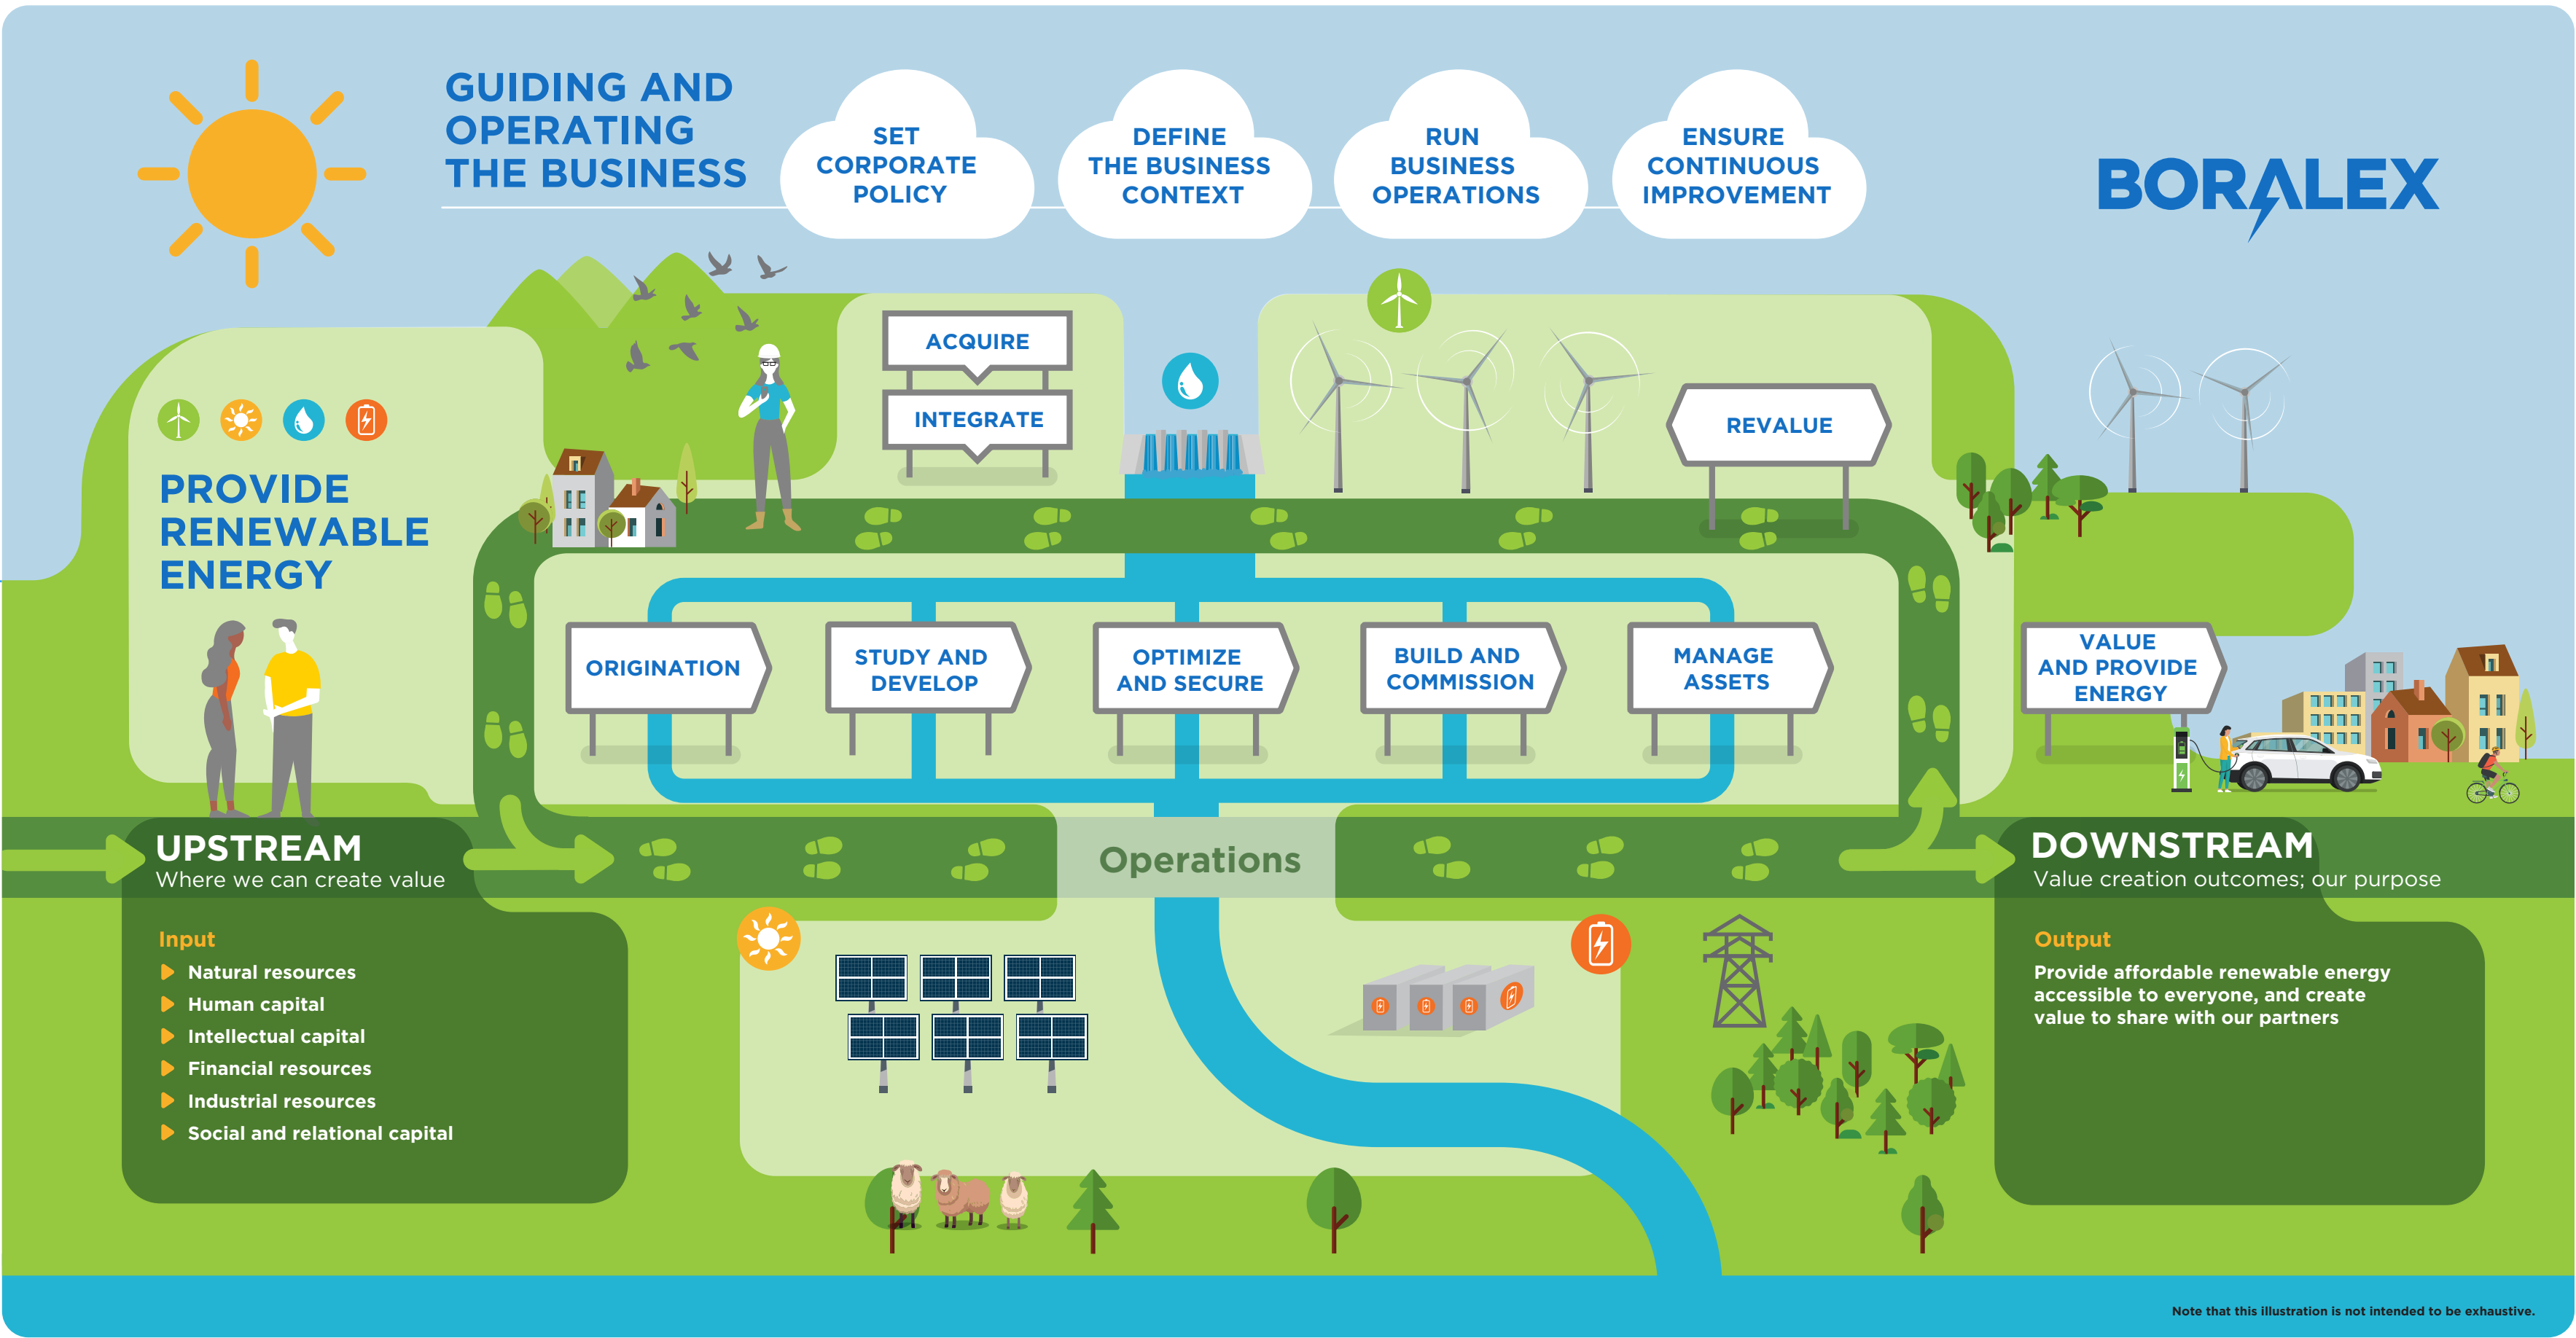 GUIDING AND
OPERATING
THE BUSINESS
SET
CORPORATE
POLICY
DEFINE
THE BUSINESS
CONTEXT
RUN
BUSINESS
OPERATIONS
ENSURE
CONTINUOUS
IMPROVEMENT
BORALEX
ACQUIRE
INTEGRATE
REVALUE
PROVIDE
RENEWABLE
ENERGY
ORIGINATION
STUDY AND
DEVELOP
OPTIMIZE
AND SECURE
BUILD AND
COMMISSION
MANAGE
ASSETS
VALUE
AND PROVIDE
ENERGY
UPSTREAM
Where we can create value
Operations
DOWNSTREAM
Value creation outcomes; our purpose
Input
Natural resources
Human capital
Intellectual capital
Financial resources
Industrial resources
Social and relational capital
Output
Provide affordable renewable energy
accessible to everyone, and create
value to share with our partners
Note that this illustration is not intended to be exhaustive.